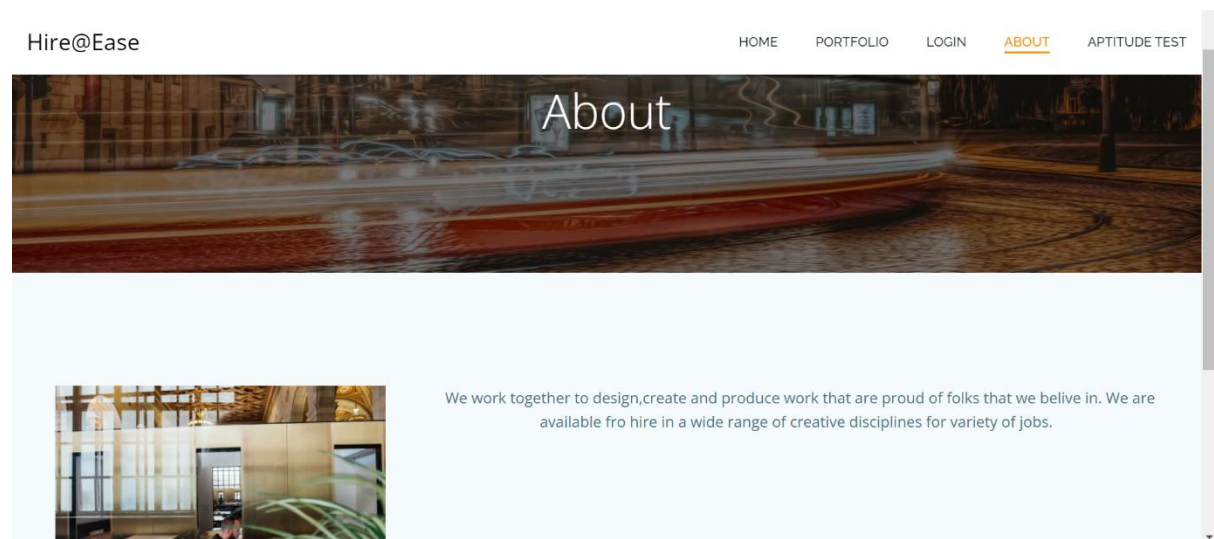 Hire@Ease
HOME PORTFOLIO LOGIN ABOUT APTITUDE TEST
About
We work together to design,create and produce work that are proud of folks that we belive in. We are
available fro hire in a wide range of creative disciplines for variety of jobs.